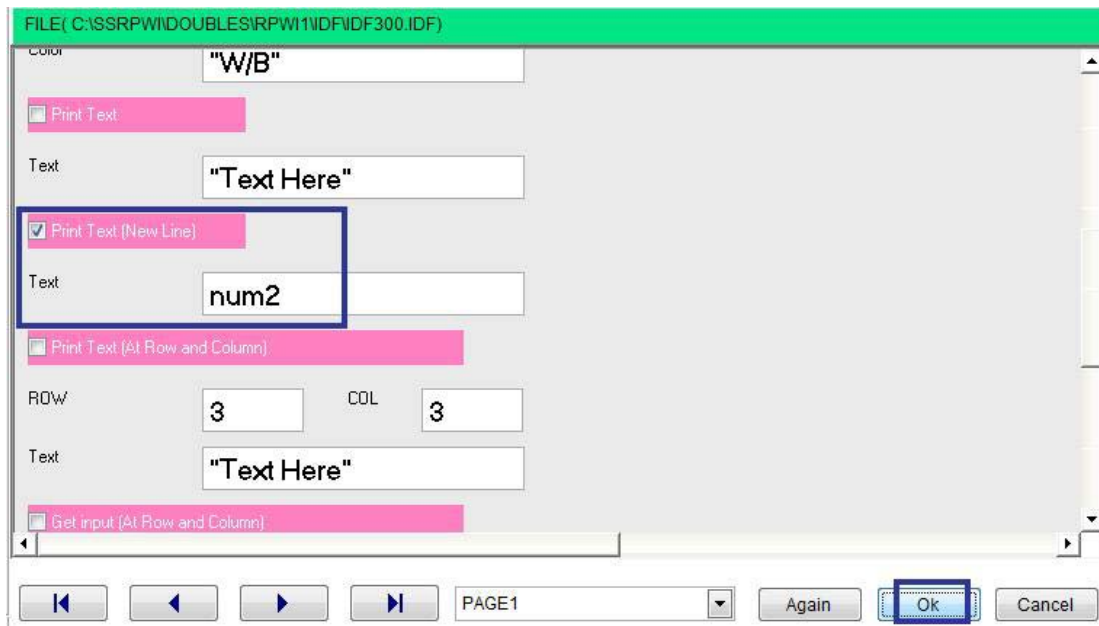 FILE( C:\SSRPWI\DOUBLES\RPWI1\IDF\IDF300.IDF)
Color "W/B"
Print Text
Text "Text Here"
Print Text (New Line)
Text num2
Print Text (At Row and Column)
ROW 3 COL 3
Text "Text Here"
Get input (At Row and Column)
PAGE1 Again Ok Cancel